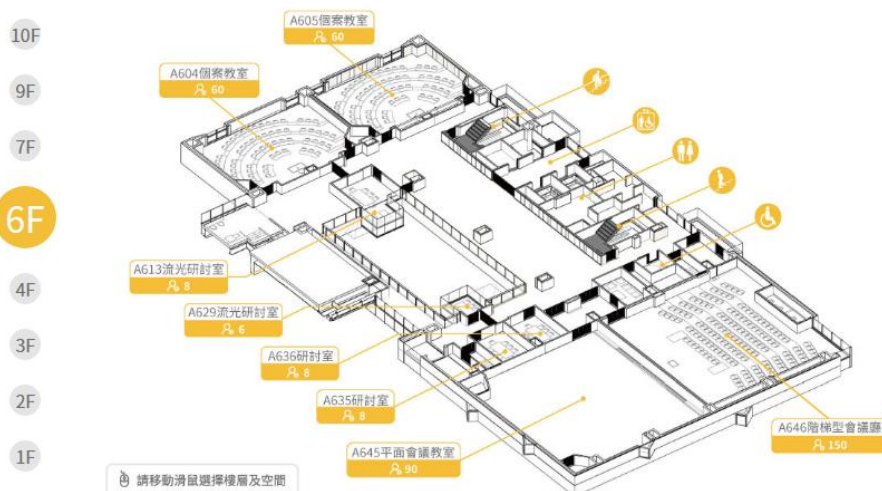 10F
9F
7F
6F
4F
3F
2F
1F
A605個案教室
60
A604個案教室
60
A613流光研討室
8
A629流光研討室
6
A636研討室
8
A635研討室
8
A645平面會議教室
90
A646階梯型會議廳
150
請移動滑鼠選擇樓層及空間